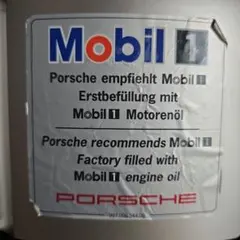 Mobil 1
Porsche empfiehlt Mobil 1
Erstbefüllung mit
Mobil 1 Motorenöl
Porsche recommends Mobil 1
Factory filled with
Mobil 1 engine oil
PORSCHE